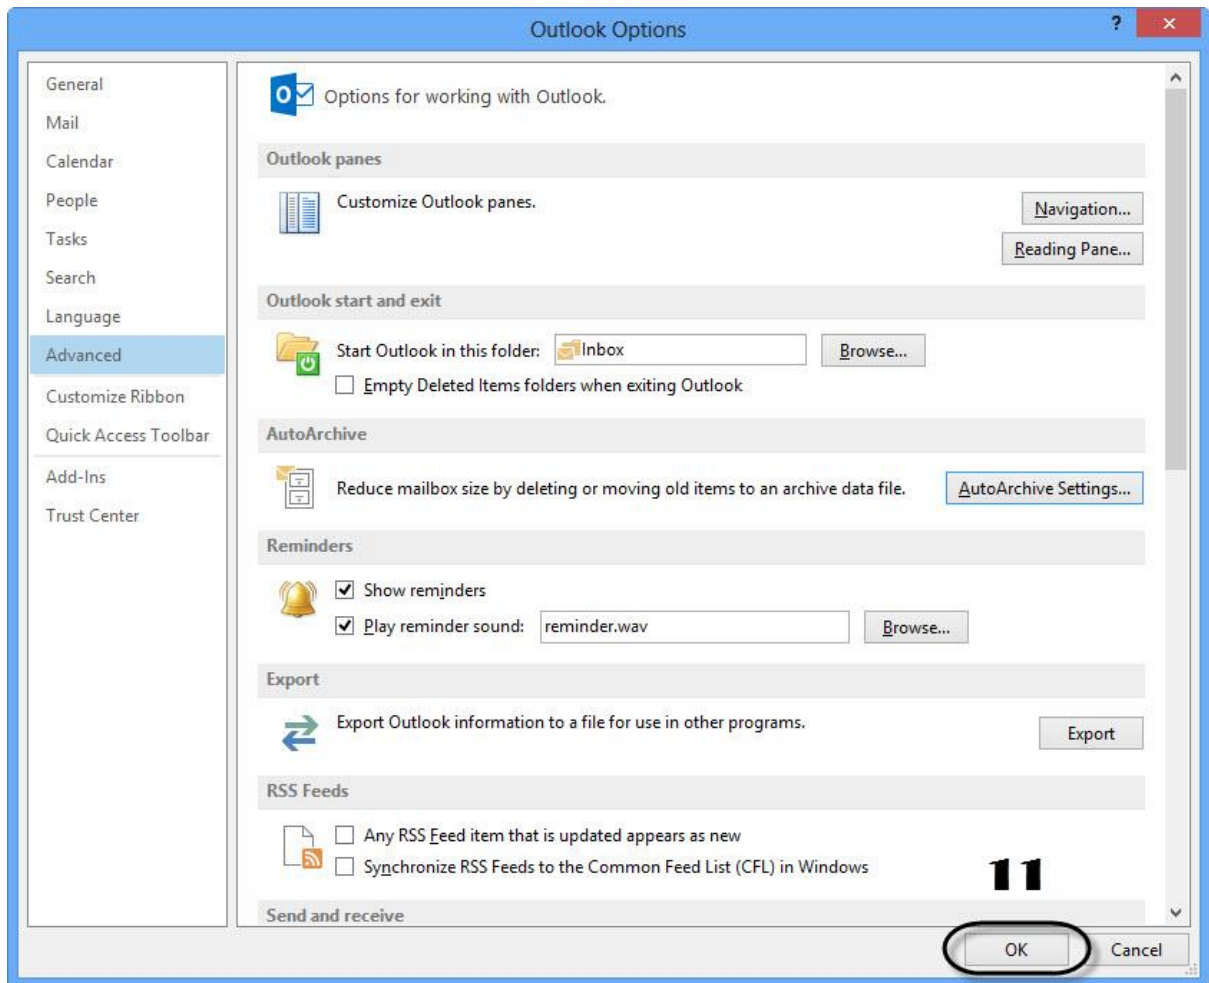 Outlook Options
?
General
Mail
Calendar
People
Tasks
Search
Language
Advanced
Customize Ribbon
Quick Access Toolbar
Add-Ins
Trust Center
Options for working with Outlook.
Outlook panes
Customize Outlook panes.
Navigation...
Reading Pane...
Outlook start and exit
Start Outlook in this folder: Inbox Browse...
Empty Deleted Items folders when exiting Outlook
AutoArchive
Reduce mailbox size by deleting or moving old items to an archive data file. AutoArchive Settings...
Reminders
Show reminders
Play reminder sound: reminder.wav Browse...
Export
Export Outlook information to a file for use in other programs.
Export
RSS Feeds
Any RSS Feed item that is updated appears as new
Synchronize RSS Feeds to the Common Feed List (CFL) in Windows
11
Send and receive
OK Cancel